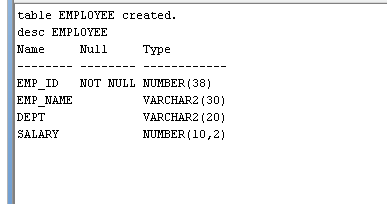 table EMPLOYEE created.
desc EMPLOYEE
Name     Null     Type
-------- -------- ------------
EMP_ID   NOT NULL NUMBER(38)
EMP_NAME          VARCHAR2(30)
DEPT              VARCHAR2(20)
SALARY            NUMBER(10,2)